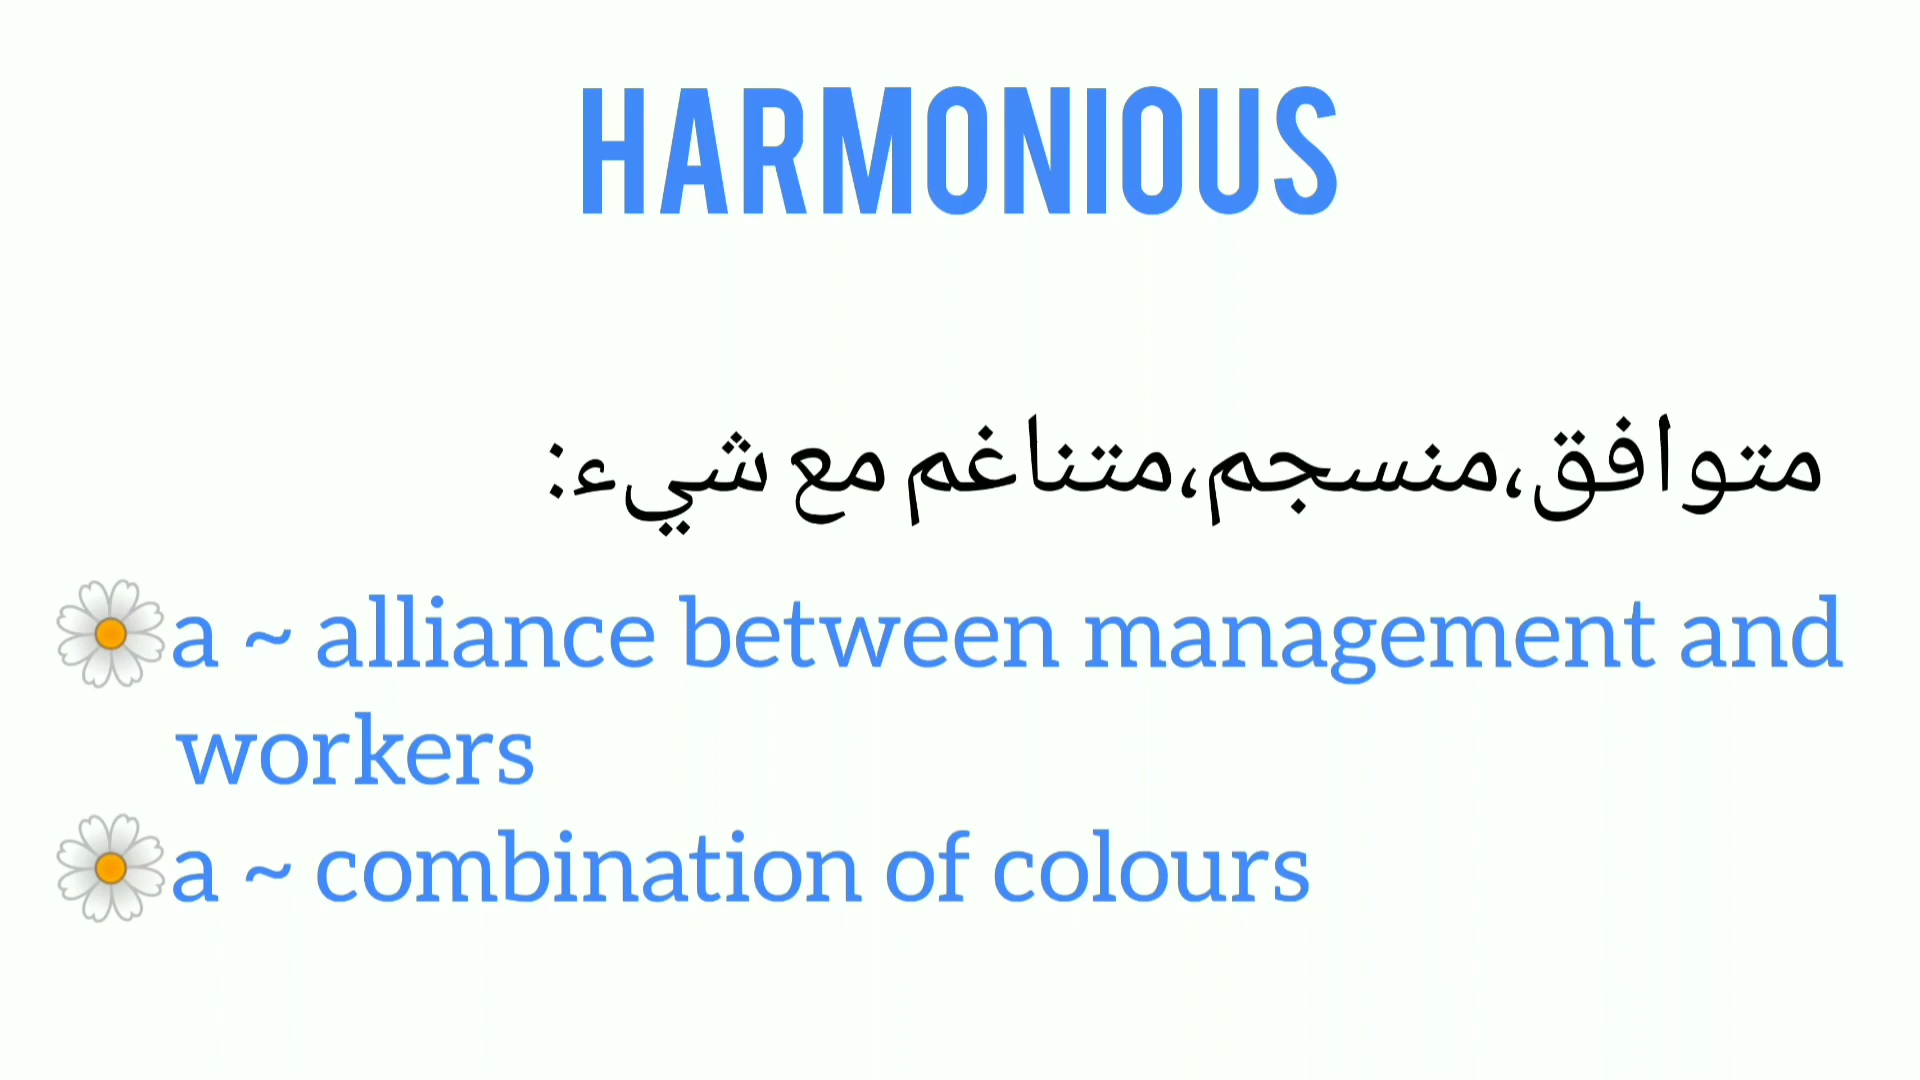 HARMONIOUS
متوافق،منسجم،متناغم مع شيء:
a ~ alliance between management and
workers
a ~ combination of colours